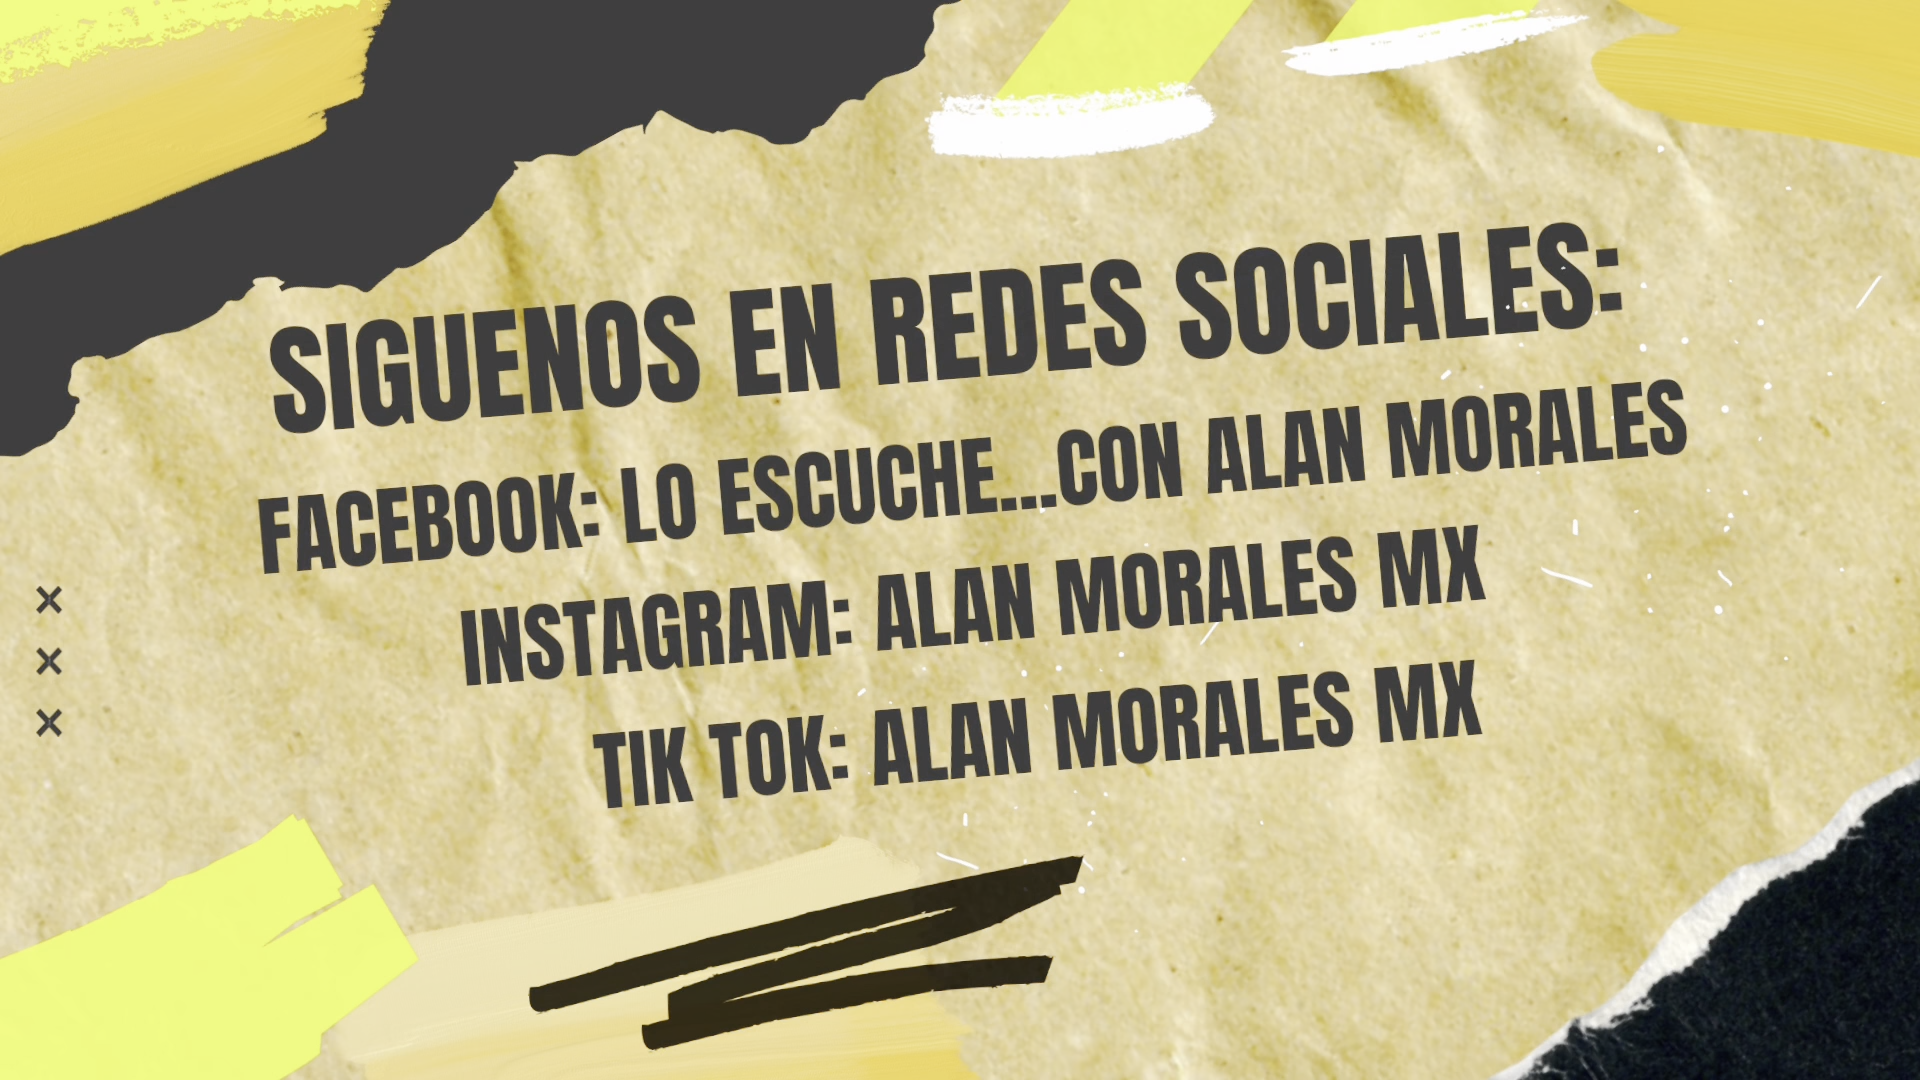 SIGUENOS EN REDES SOCIALES:
FACEBOOK: LO ESCUCHE...CON ALAN MORALES
INSTAGRAM: ALAN MORALES MX
TIK TOK: ALAN MORALES MX